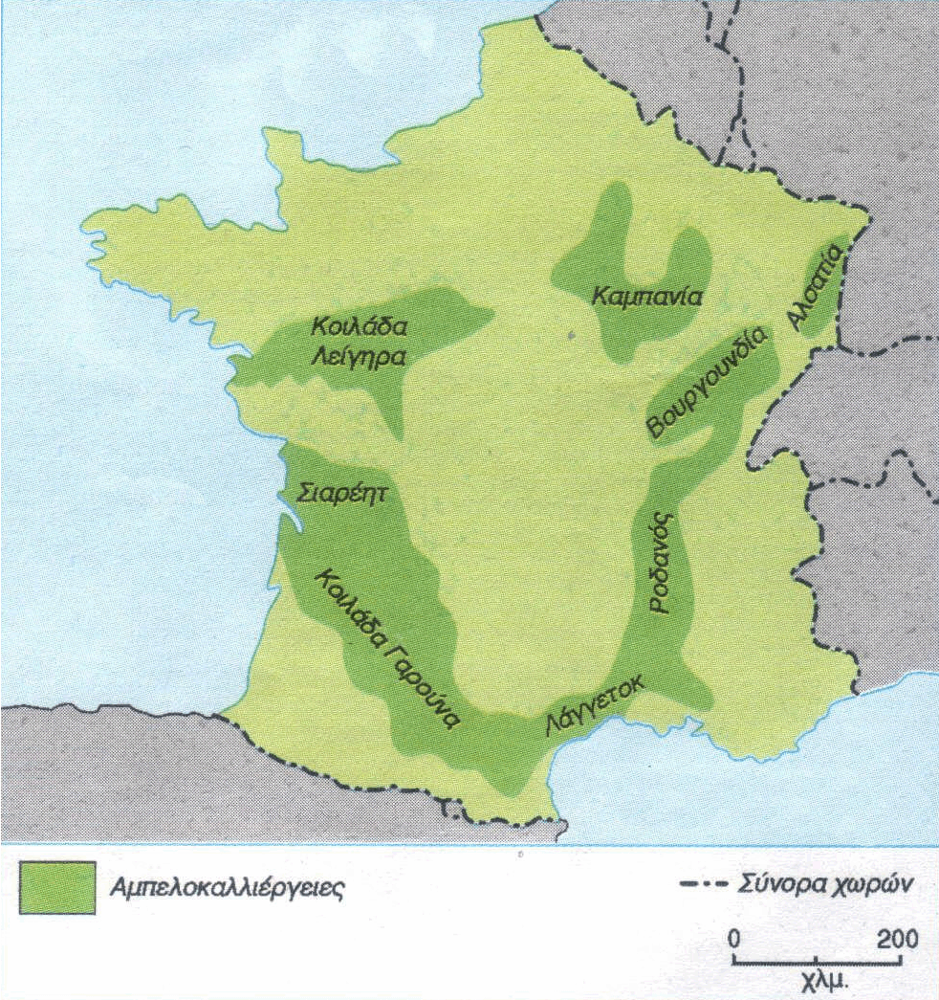 Καμπανία
Αλσατία
Κοιλάδα
Λείγηρα
Βουργουνδία
Σιαρέητ
Ροδανός
Κοιλάδα Γαρούνα
Λάγγετοκ
Αμπελοκαλλιέργειες
Σύνορα χωρών
0 200
χλμ.